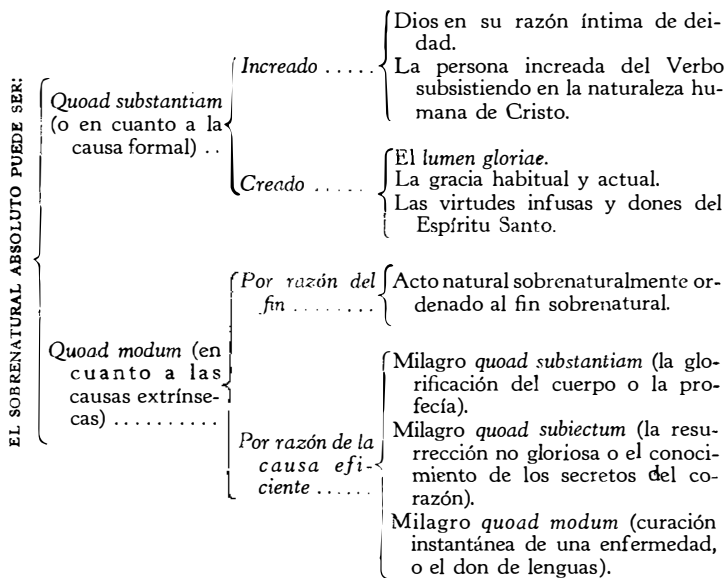 EL SOBRENATURAL ABSOLUTO PUEDE SER:
Quoad substantiam
(o en cuanto a la
causa formal) ..
Increado .....
Dios en su razón íntima de dei-
dad.
La persona increada del Verbo
subsistiendo en la naturaleza hu-
mana de Cristo.
Creado .....
El lumen gloriae.
La gracia habitual y actual.
Las virtudes infusas y dones del
Espíritu Santo.
Quoad modum (en
cuanto a las
causas extrínse-
cas) ..........
Por razón del
fin ........
Acto natural sobrenaturalmente or-
denado al fin sobrenatural.
Por razón de la
causa efi-
ciente ......
Milagro quoad substantiam (la glo-
rificación del cuerpo o la pro-
fecía).
Milagro quoad subiectum (la resu-
rrección no gloriosa o el conoci-
miento de los secretos del co-
razón).
Milagro quoad modum (curación
instantánea de una enfermedad,
o el don de lenguas).